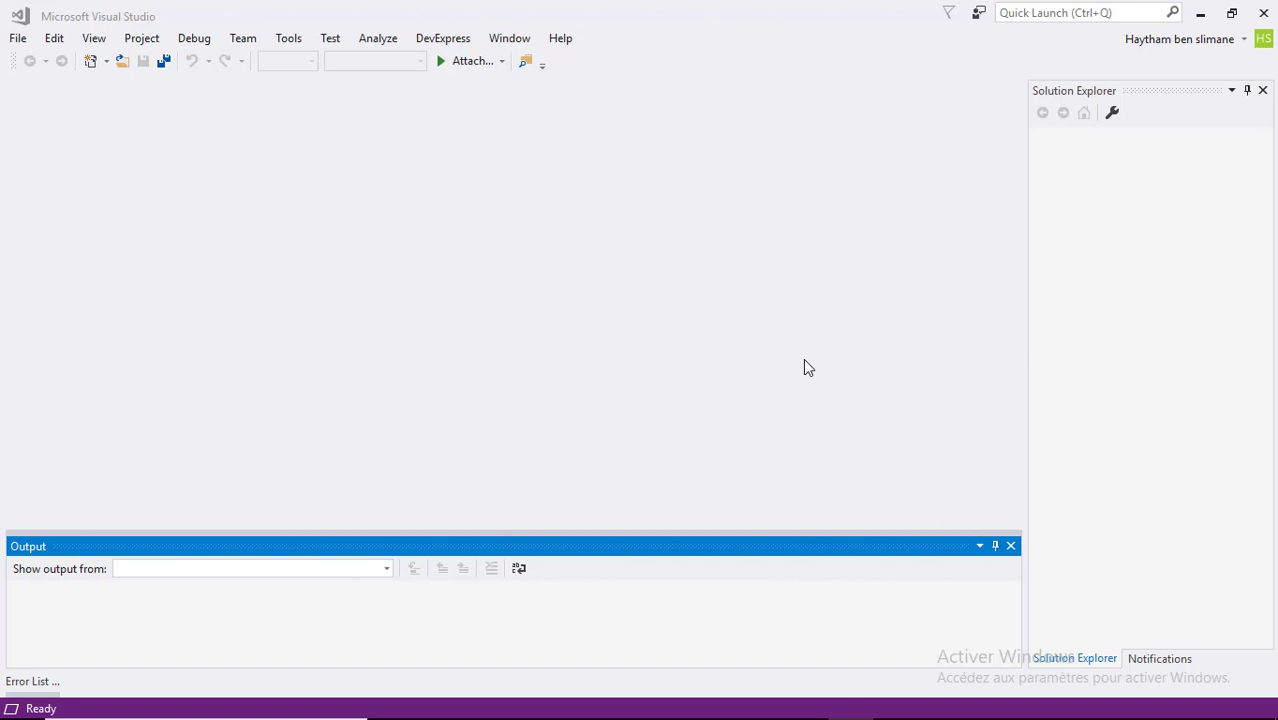 Microsoft Visual Studio
Quick Launch (Ctrl+Q)
File Edit View Project Debug Team Tools Test Analyze DevExpress Window Help
Haytham ben slimane HS
Attach...
Solution Explorer
Output
Show output from:
Activer Windows
Solution Explorer Notifications
Accédez aux paramètres pour activer Windows.
Error List ...
Ready